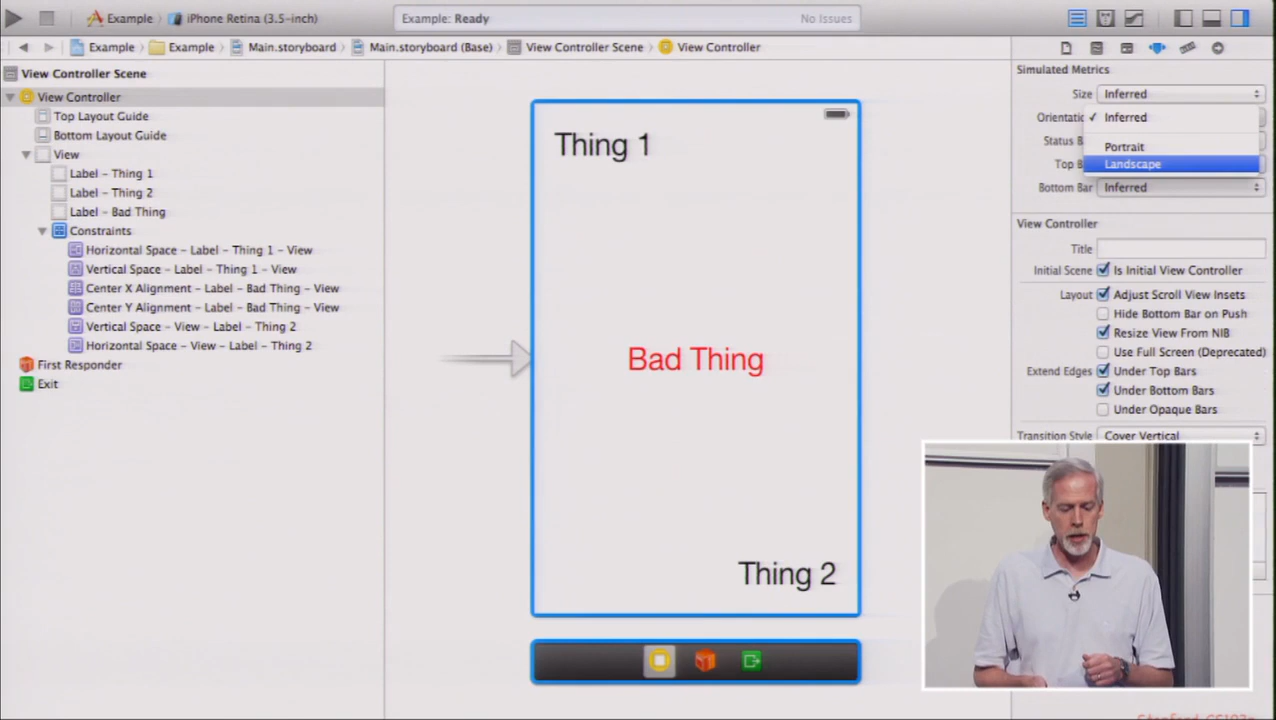 Example
iPhone Retina (3.5-inch)
Example: Ready
No Issues
Example
Example
Main.storyboard
Main.storyboard (Base)
View Controller Scene
View Controller
View Controller Scene
View Controller
Top Layout Guide
Bottom Layout Guide
View
Label – Thing 1
Label – Thing 2
Label – Bad Thing
Constraints
Horizontal Space – Label – Thing 1 – View
Vertical Space – Label – Thing 1 – View
Center X Alignment – Label – Bad Thing – View
Center Y Alignment – Label – Bad Thing – View
Vertical Space – View – Label – Thing 2
Horizontal Space – View – Label – Thing 2
First Responder
Exit
Thing 1
Bad Thing
Thing 2
Simulated Metrics
Size Inferred
Orientatio ✓ Inferred
Status B
Portrait
Top B Landscape
Bottom Bar Inferred
View Controller
Title
Initial Scene Is Initial View Controller
Layout Adjust Scroll View Insets
Hide Bottom Bar on Push
Resize View From NIB
Use Full Screen (Deprecated)
Extend Edges Under Top Bars
Under Bottom Bars
Under Opaque Bars
Transition Style Cover Vertical